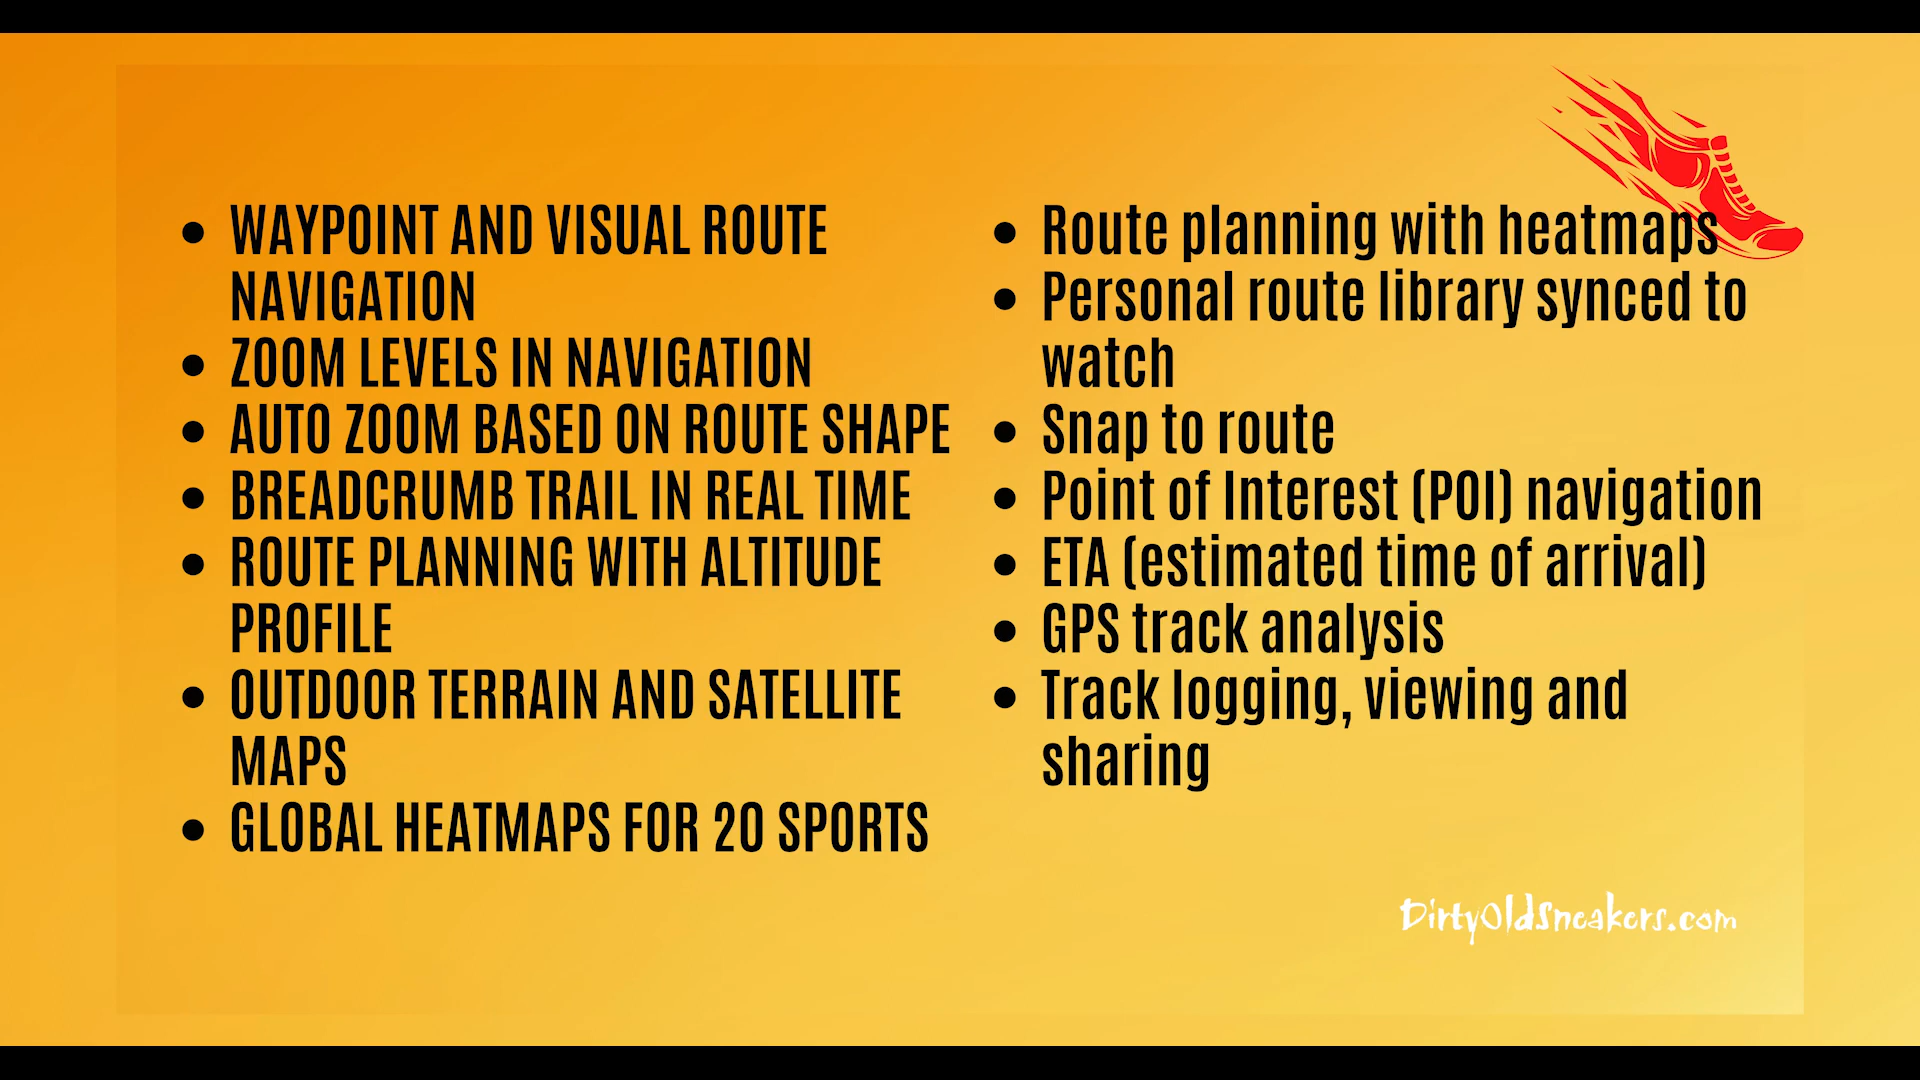 • WAYPOINT AND VISUAL ROUTE
NAVIGATION
• ZOOM LEVELS IN NAVIGATION
• AUTO ZOOM BASED ON ROUTE SHAPE
• BREADCRUMB TRAIL IN REAL TIME
• ROUTE PLANNING WITH ALTITUDE
PROFILE
• OUTDOOR TERRAIN AND SATELLITE
MAPS
• GLOBAL HEATMAPS FOR 20 SPORTS
• Route planning with heatmaps
• Personal route library synced to
watch
• Snap to route
• Point of Interest (POI) navigation
• ETA (estimated time of arrival)
• GPS track analysis
• Track logging, viewing and
sharing
DirtyOldSneakers.com